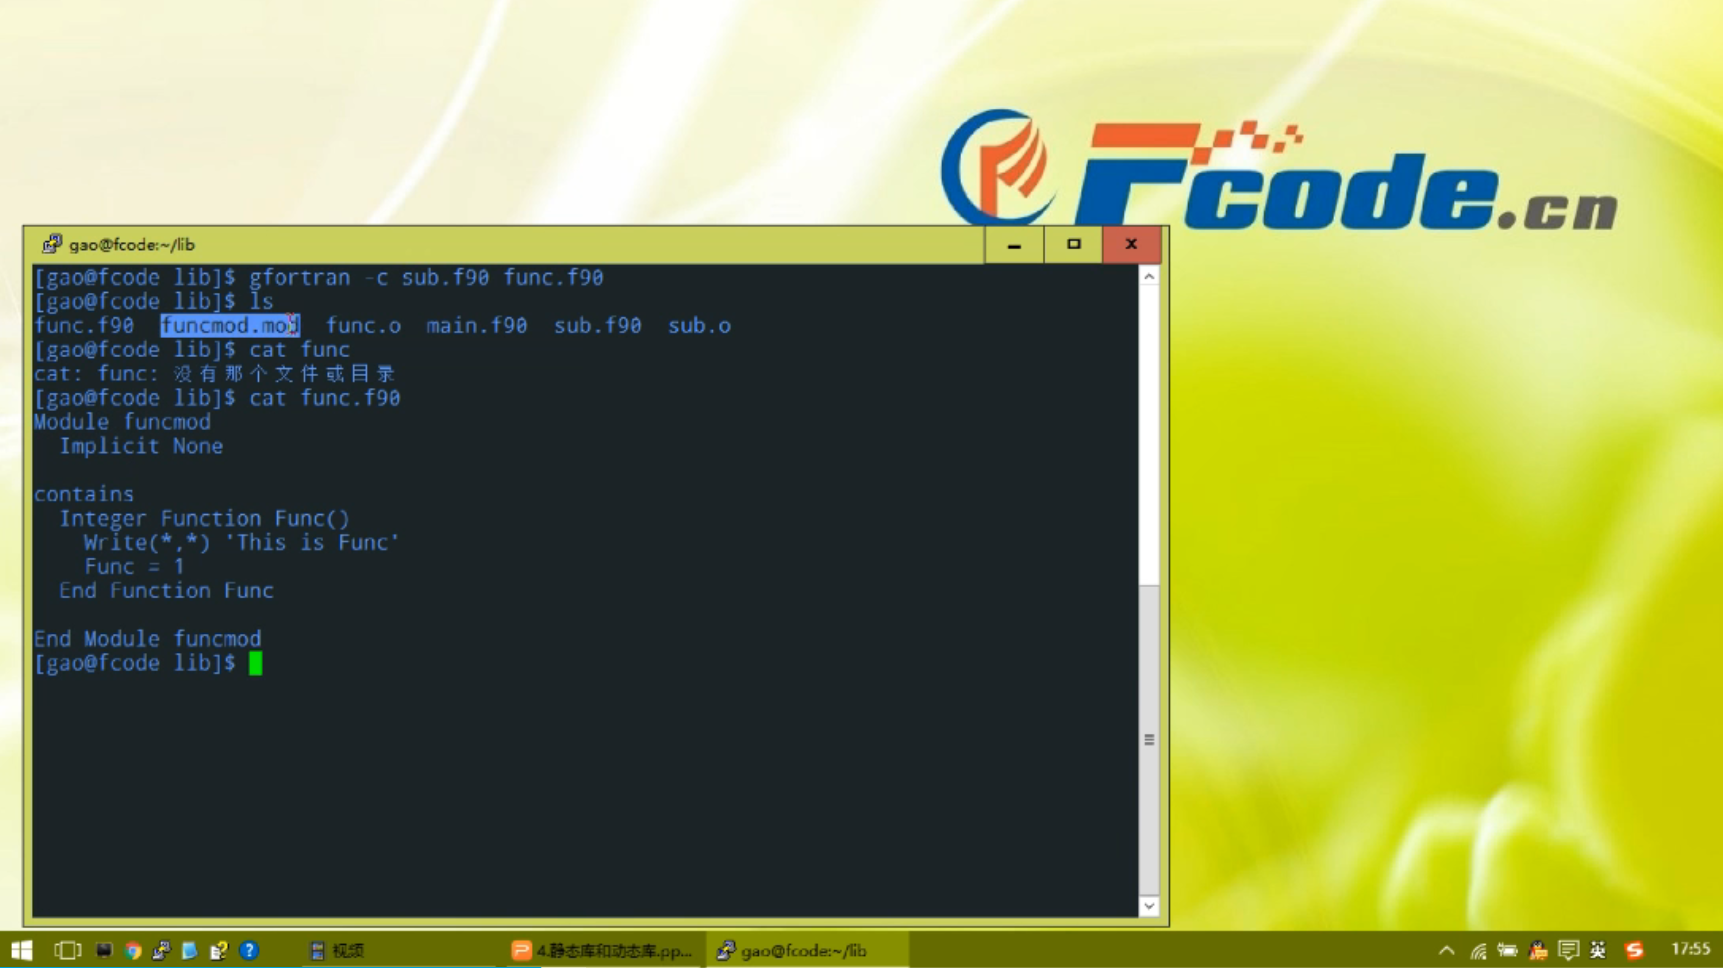 Fcode.cn
gao@fcode:~/lib
[gao@fcode lib]$ gfortran -c sub.f90 func.f90
[gao@fcode lib]$ ls
func.f90  funcmod.mod  func.o  main.f90  sub.f90  sub.o
[gao@fcode lib]$ cat func
cat: func: 没有那个文件或目录
[gao@fcode lib]$ cat func.f90
Module funcmod
  Implicit None
contains
  Integer Function Func()
    Write(*,*) 'This is Func'
    Func = 1
  End Function Func
End Module funcmod
[gao@fcode lib]$
视频 4.静态库和动态库.pp... gao@fcode:~/lib 英 17:55